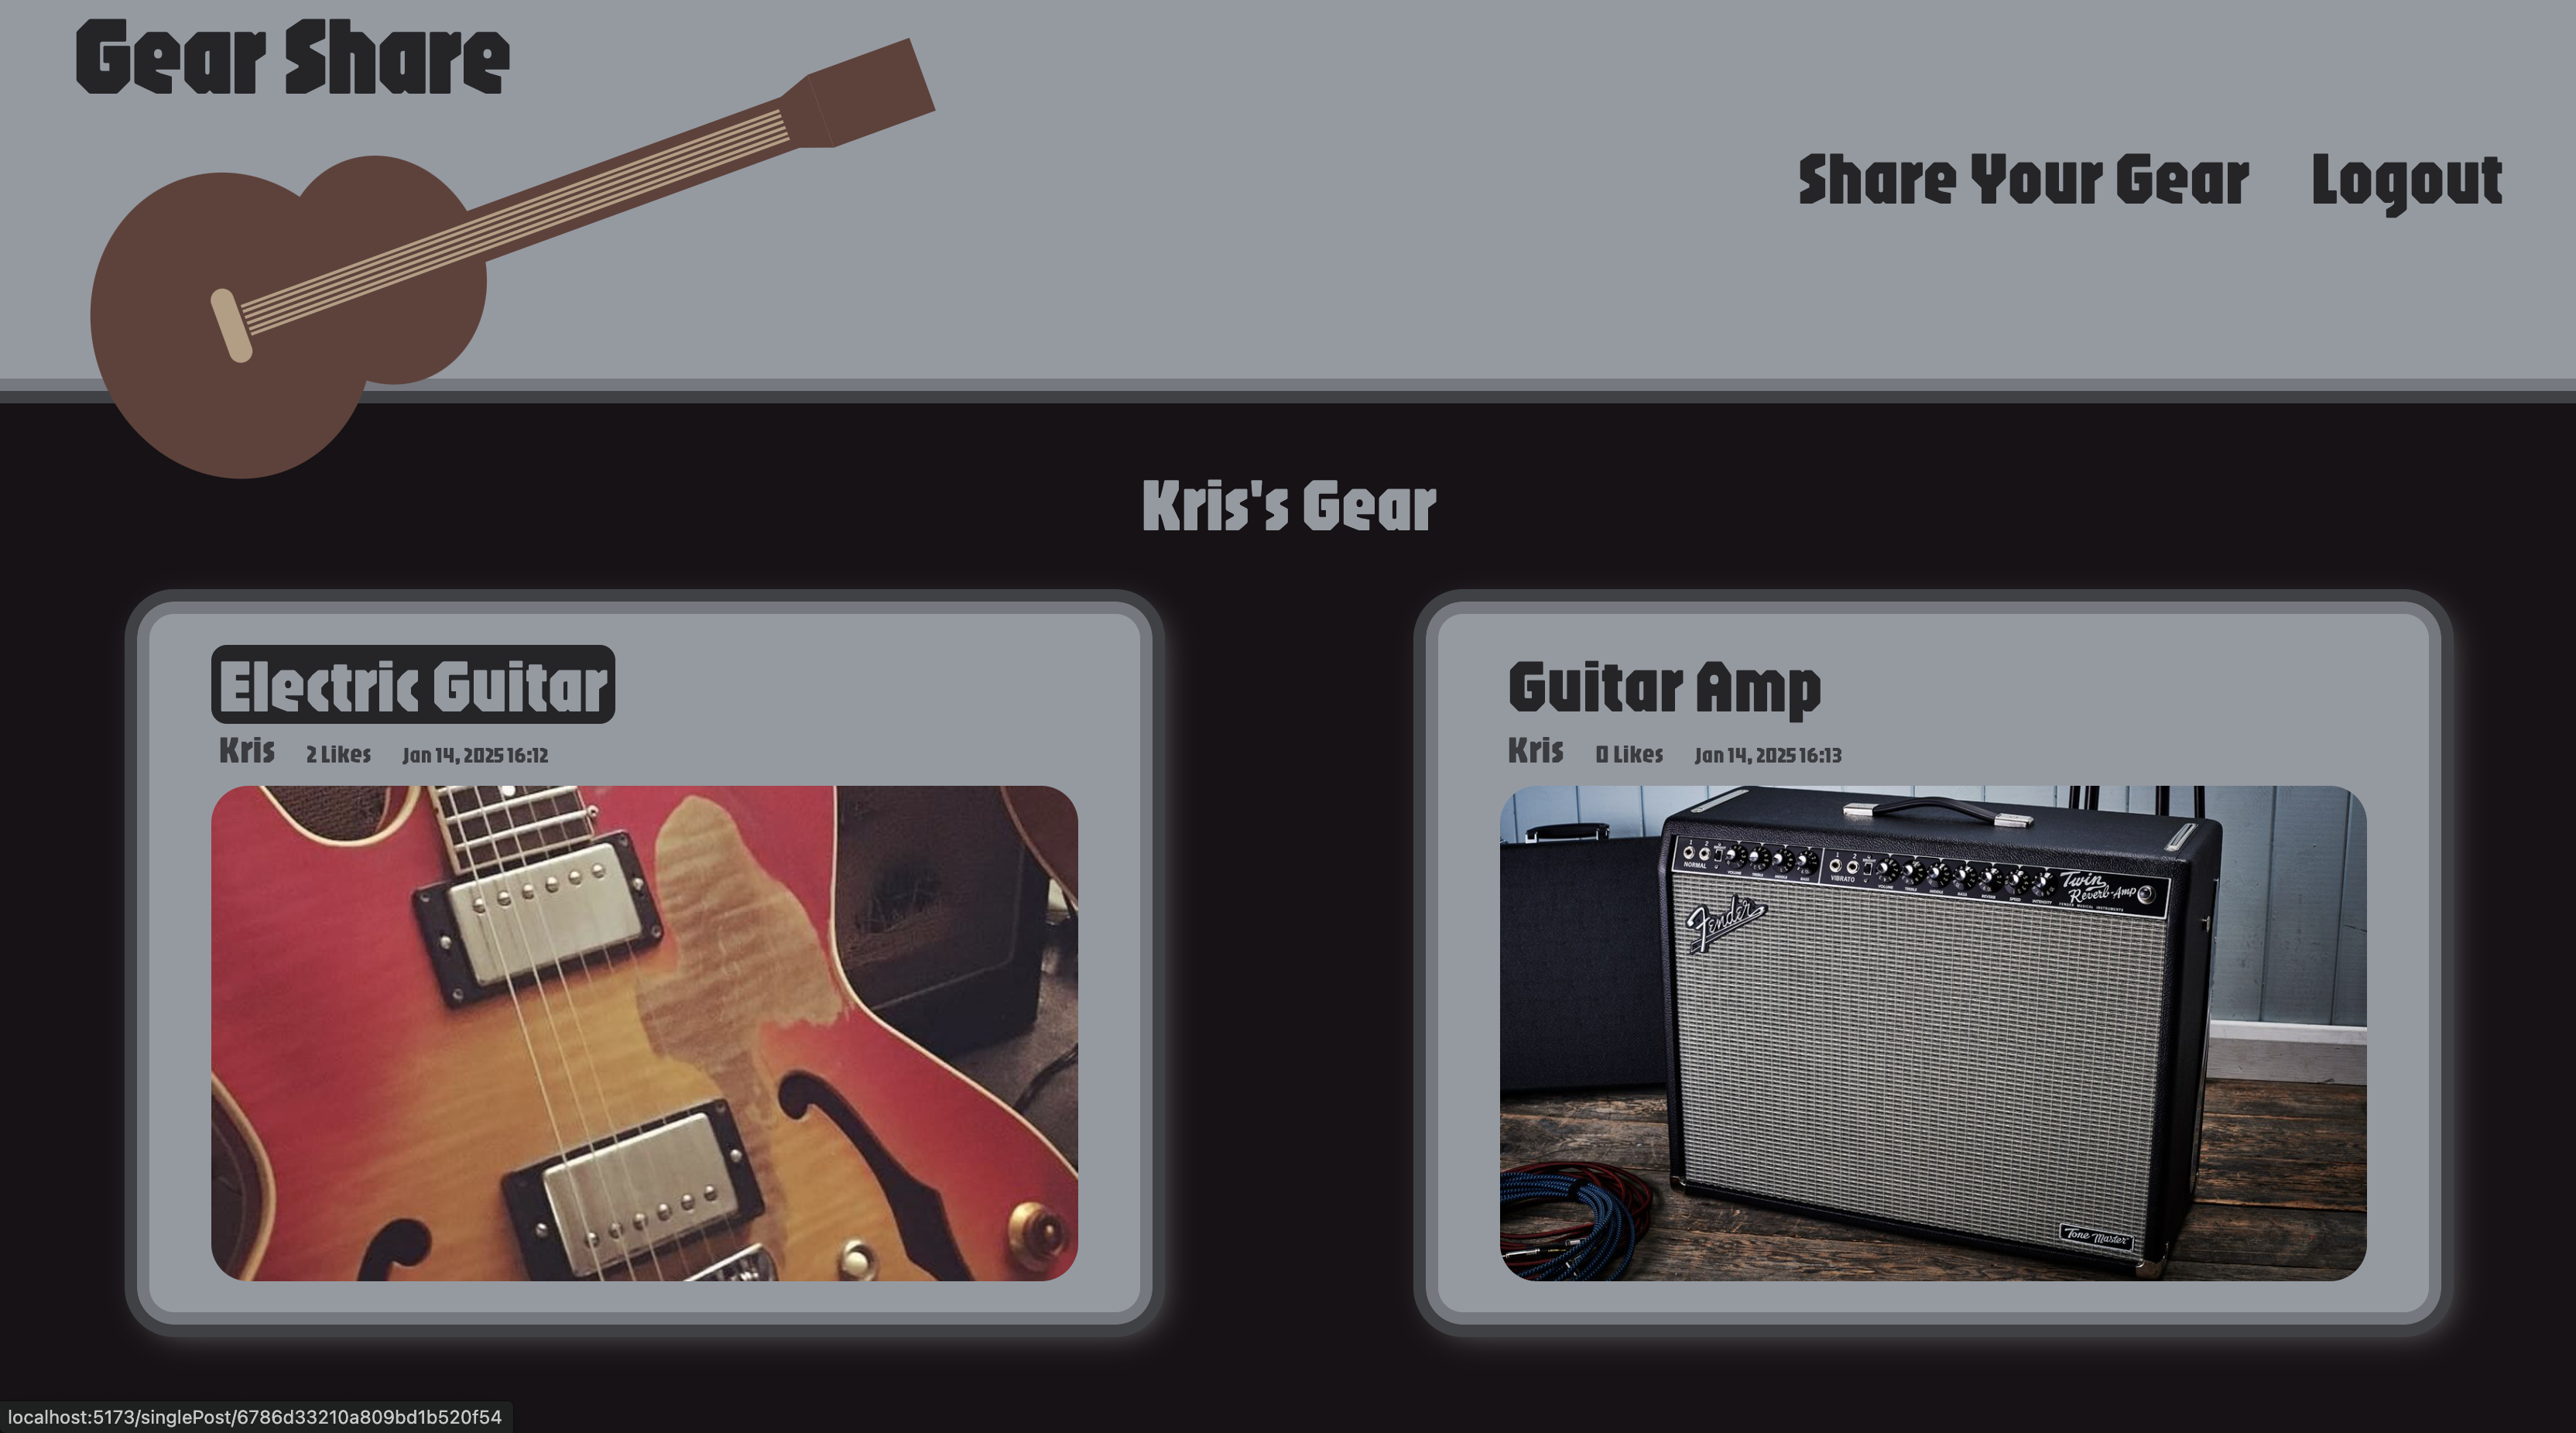 Gear Share
Share Your Gear Logout
Kris's Gear
Electric Guitar
Kris 2 Likes Jan 14, 2025 16:12
Guitar Amp
Kris 0 Likes Jan 14, 2025 16:13
NORMAL
VIBRATO
Twin
Reverb-Amp
Fender
Tone Master
localhost:5173/singlePost/6786d33210a809bd1b520f54